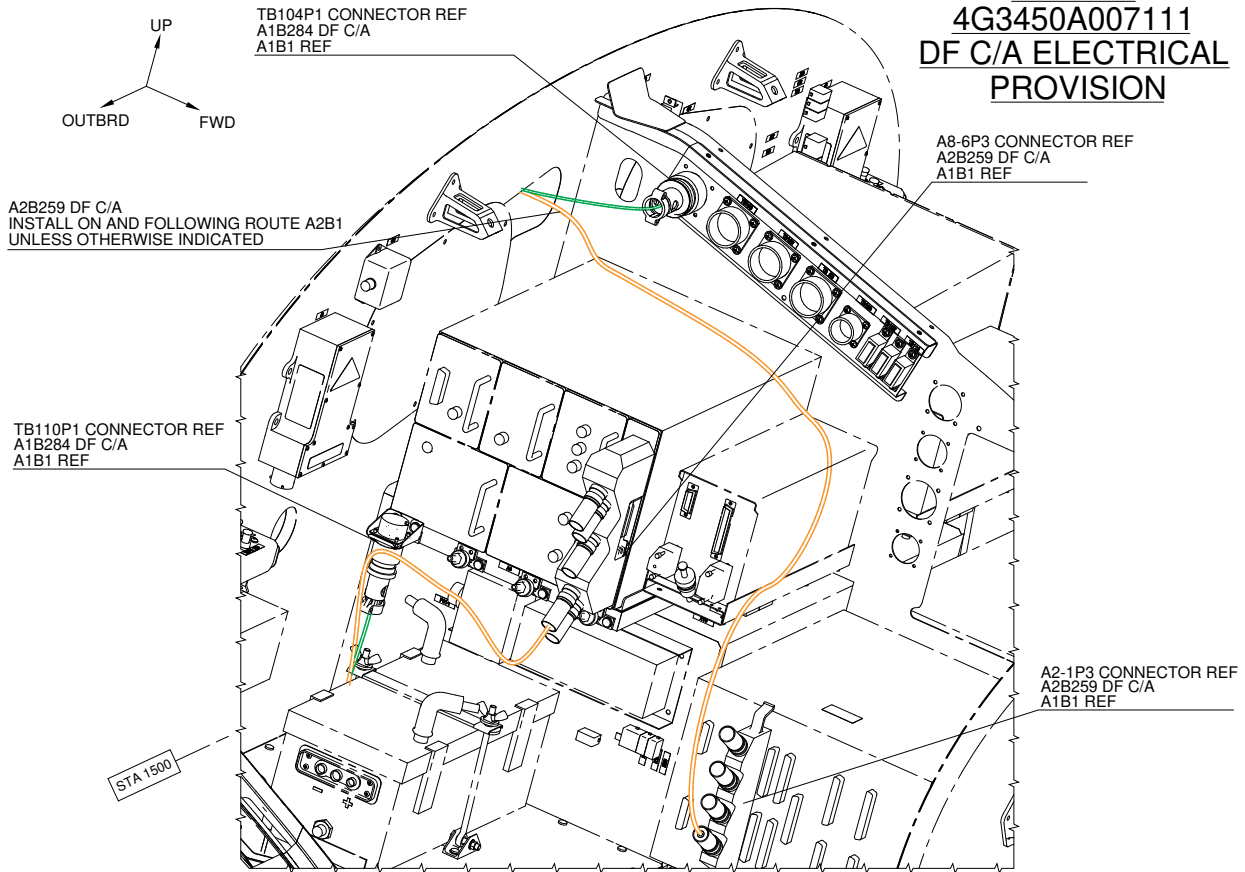 4G3450A007111
DF C/A ELECTRICAL
PROVISION
TB104P1 CONNECTOR REF
A1B284 DF C/A
A1B1 REF
UP
OUTBRD
FWD
A8-6P3 CONNECTOR REF
A2B259 DF C/A
A1B1 REF
A2B259 DF C/A
INSTALL ON AND FOLLOWING ROUTE A2B1
UNLESS OTHERWISE INDICATED
TB110P1 CONNECTOR REF
A1B284 DF C/A
A1B1 REF
A2-1P3 CONNECTOR REF
A2B259 DF C/A
A1B1 REF
STA 1500